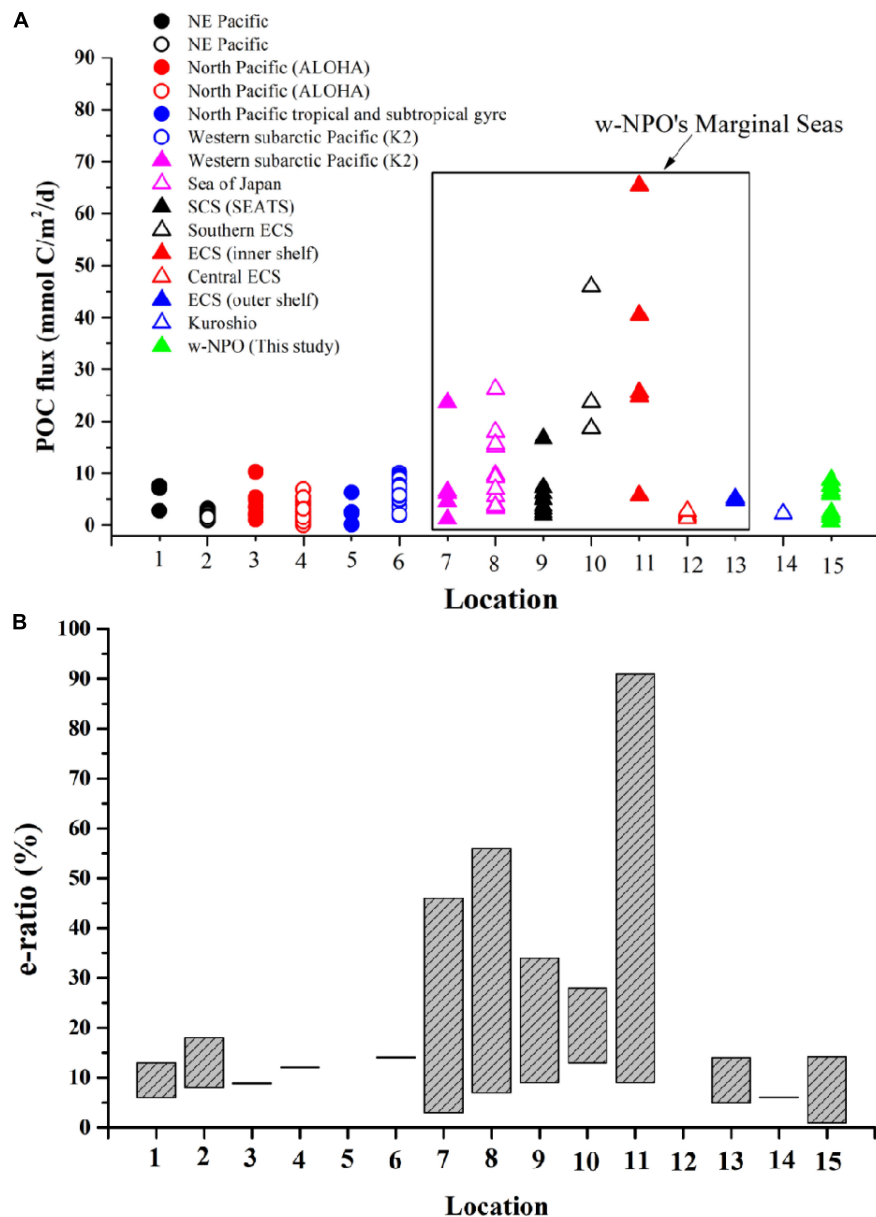 A
NE Pacific
NE Pacific
North Pacific (ALOHA)
North Pacific (ALOHA)
North Pacific tropical and subtropical gyre
Western subarctic Pacific (K2)
Western subarctic Pacific (K2)
Sea of Japan
SCS (SEATS)
Southern ECS
ECS (inner shelf)
Central ECS
ECS (outer shelf)
Kuroshio
w-NPO (This study)
w-NPO's Marginal Seas
POC flux (mmol C/m²/d)
90
80
70
60
50
40
30
20
10
0
1 2 3 4 5 6 7 8 9 10 11 12 13 14 15
Location
B
e-ratio (%)
100
90
80
70
60
50
40
30
20
10
0
1 2 3 4 5 6 7 8 9 10 11 12 13 14 15
Location